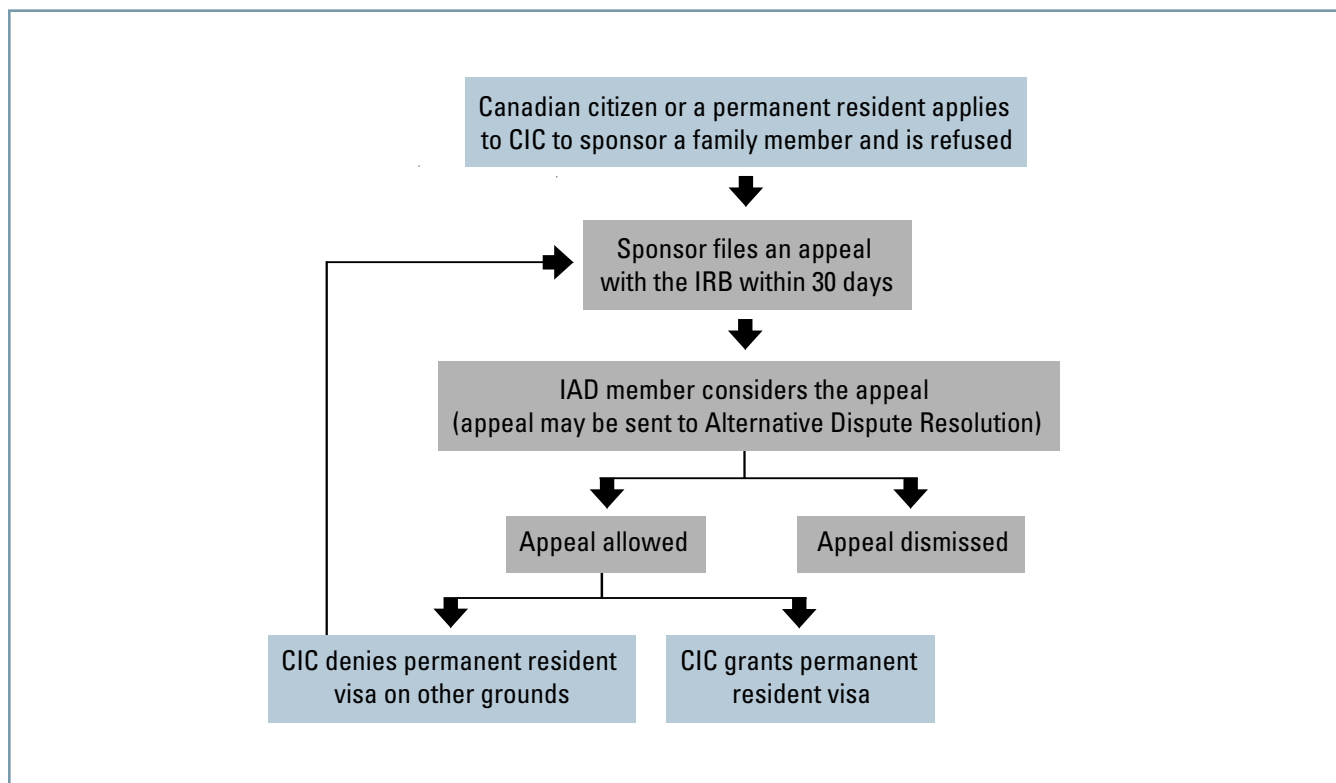 Canadian citizen or a permanent resident applies
to CIC to sponsor a family member and is refused
Sponsor files an appeal
with the IRB within 30 days
IAD member considers the appeal
(appeal may be sent to Alternative Dispute Resolution)
Appeal allowed
Appeal dismissed
CIC denies permanent resident
visa on other grounds
CIC grants permanent
resident visa